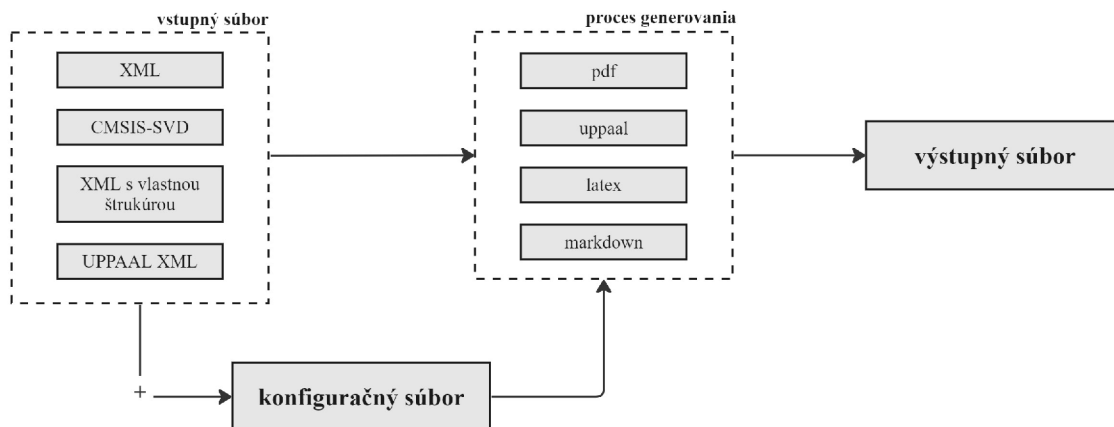 vstupný súbor
XML
CMSIS-SVD
XML s vlastnou
štrukúrou
UPPAAL XML
proces generovania
pdf
uppaal
latex
markdown
výstupný súbor
+
konfiguračný súbor